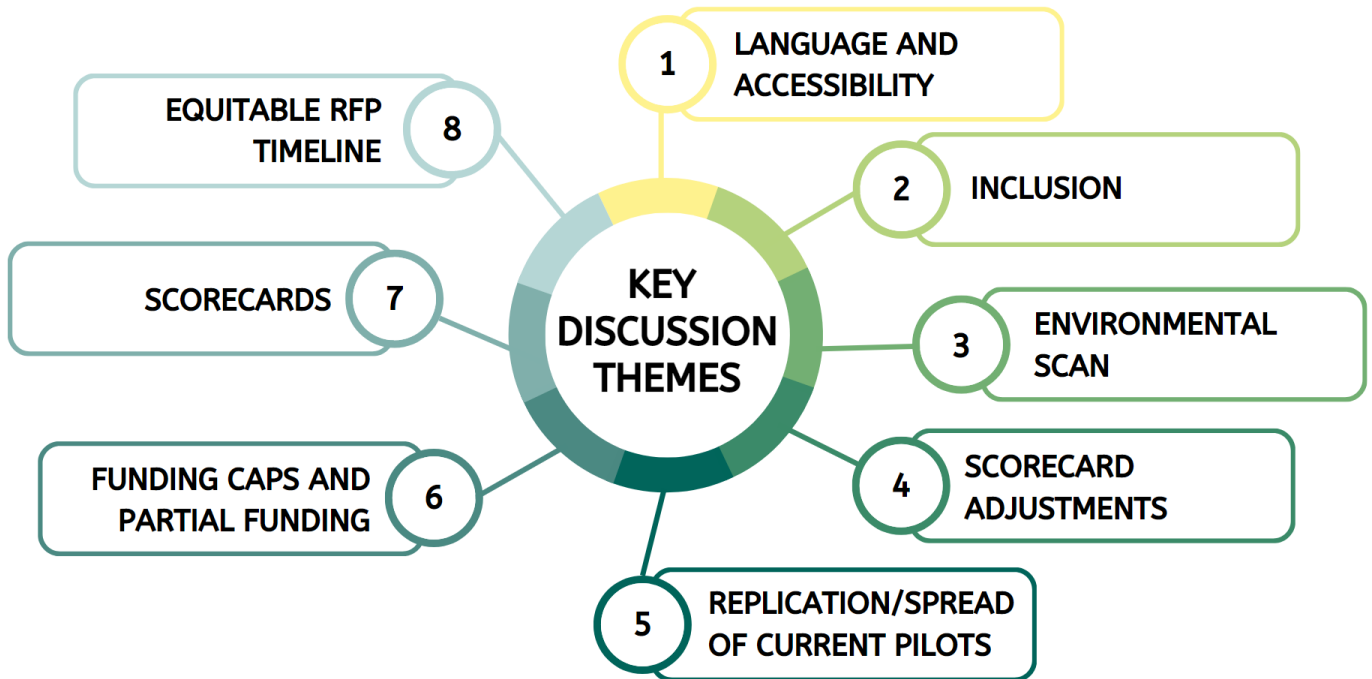 KEY
DISCUSSION
THEMES
1
LANGUAGE AND
ACCESSIBILITY
2
INCLUSION
3
ENVIRONMENTAL
SCAN
4
SCORECARD
ADJUSTMENTS
5
REPLICATION/SPREAD
OF CURRENT PILOTS
6
FUNDING CAPS AND
PARTIAL FUNDING
7
SCORECARDS
8
EQUITABLE RFP
TIMELINE